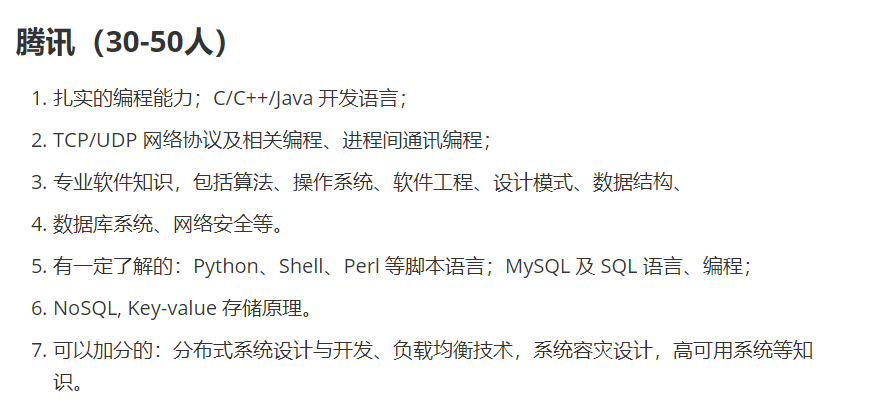 腾讯（30-50人）
1. 扎实的编程能力；C/C++/Java 开发语言；
2. TCP/UDP 网络协议及相关编程、进程间通讯编程；
3. 专业软件知识，包括算法、操作系统、软件工程、设计模式、数据结构、
4. 数据库系统、网络安全等。
5. 有一定了解的：Python、Shell、Perl 等脚本语言；MySQL 及 SQL 语言、编程；
6. NoSQL, Key-value 存储原理。
7. 可以加分的：分布式系统设计与开发、负载均衡技术，系统容灾设计，高可用系统等知
识。